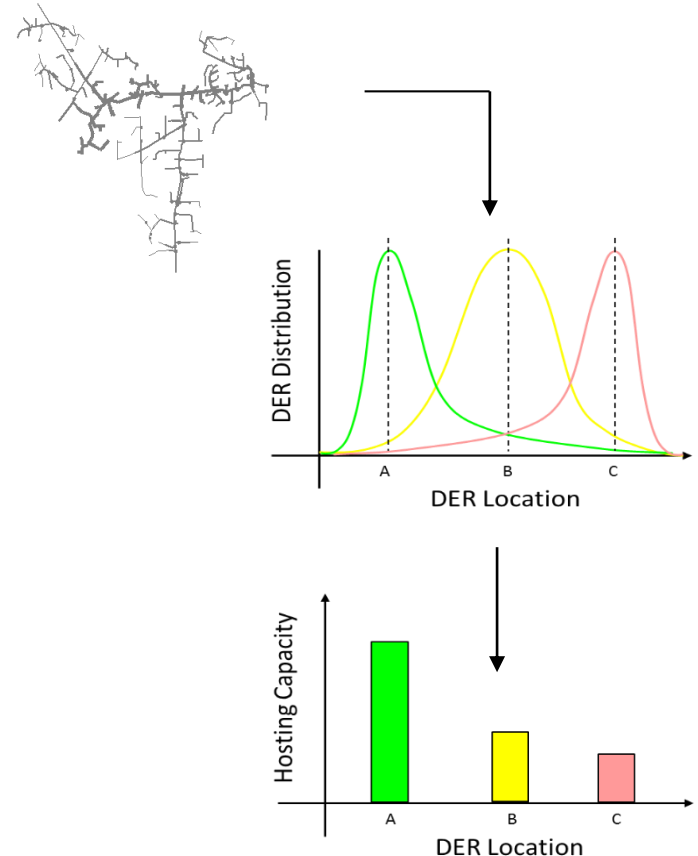 DER Distribution
A B C
DER Location
Hosting Capacity
A B C
DER Location